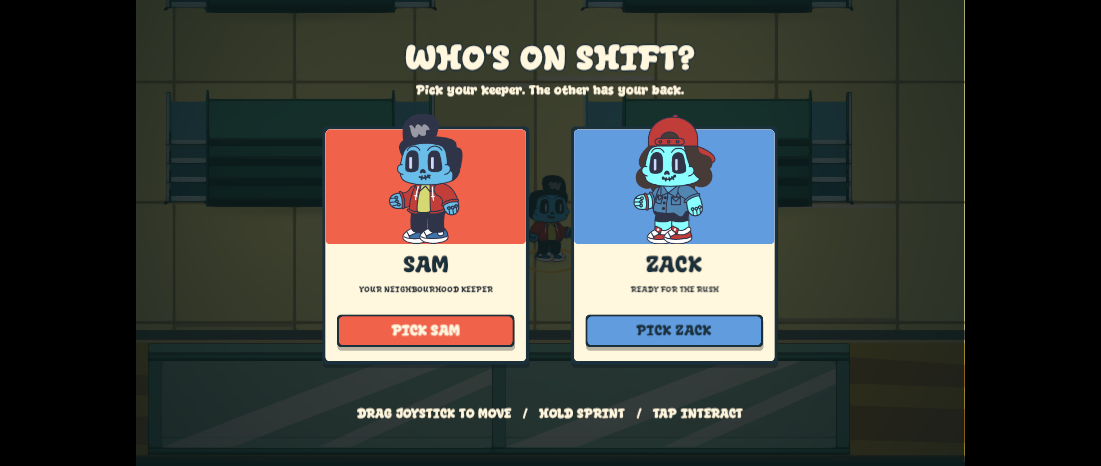 WHO'S ON SHIFT?
Pick your keeper. The other has your back.
W
SAM
YOUR NEIGHBOURHOOD KEEPER
PICK SAM
ZACK
READY FOR THE RUSH
PICK ZACK
DRAG JOYSTICK TO MOVE / HOLD SPRINT / TAP INTERACT